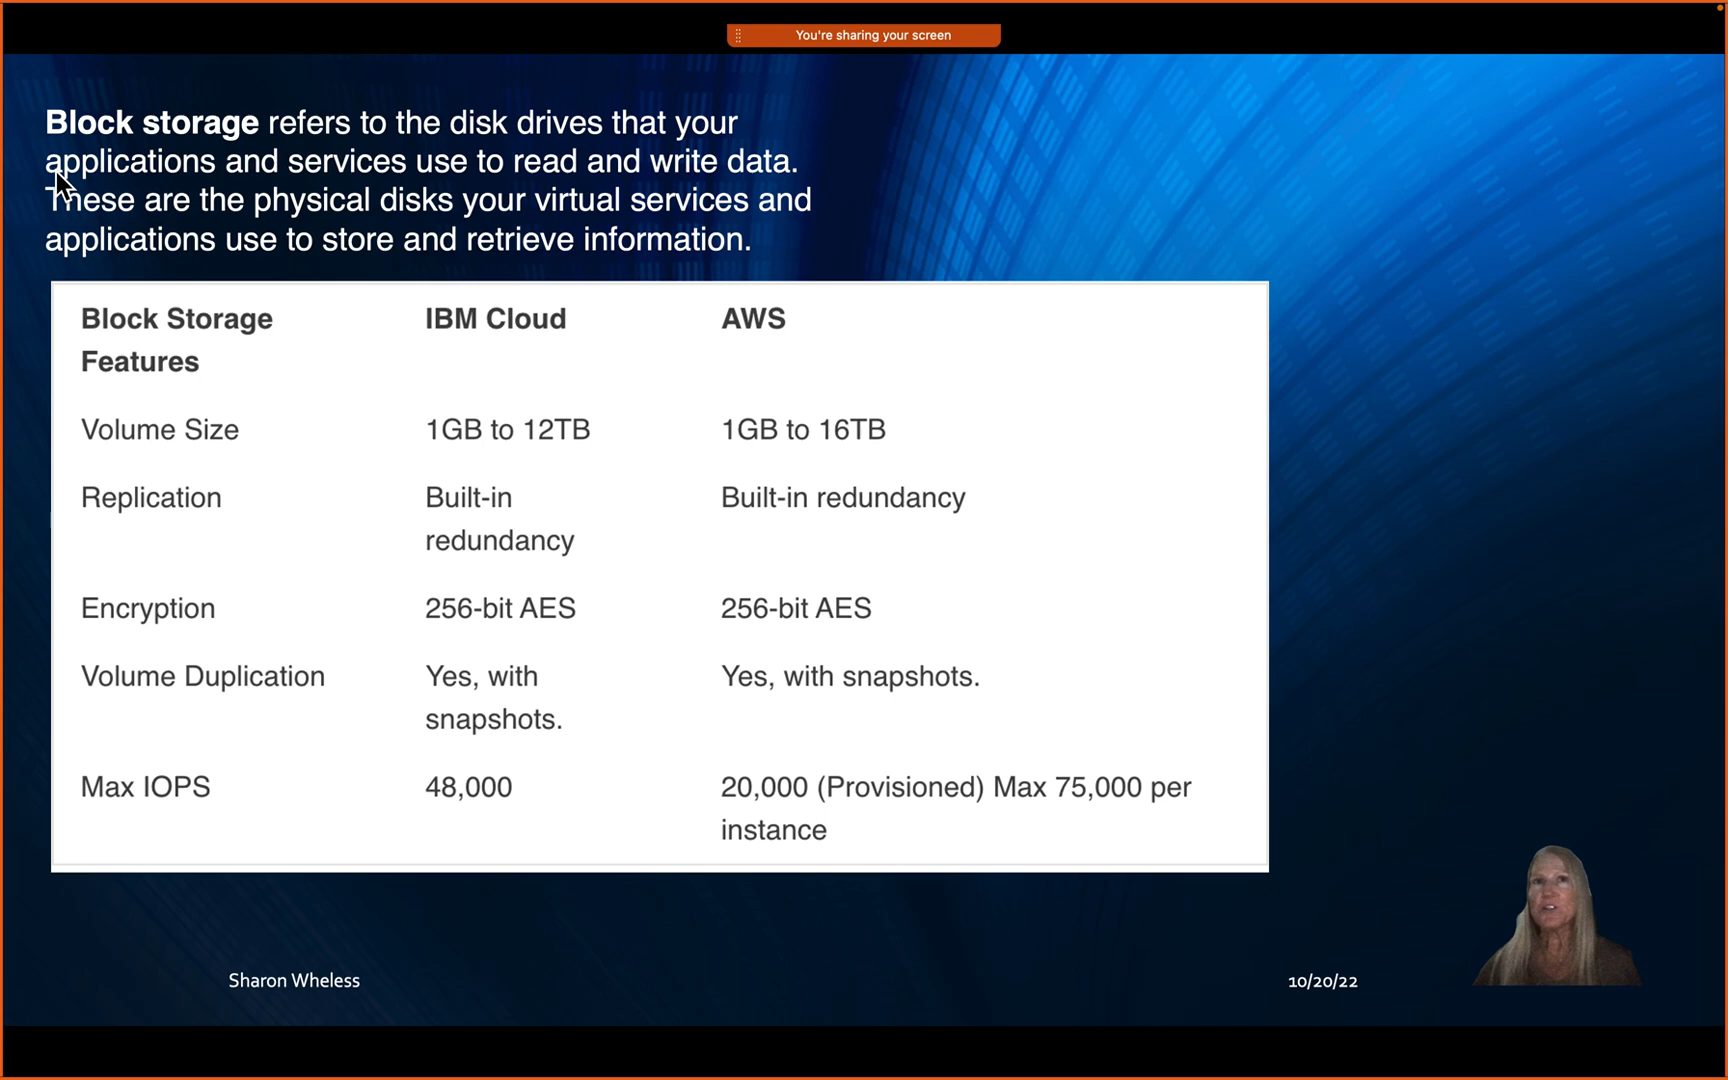 You're sharing your screen
Block storage refers to the disk drives that your
applications and services use to read and write data.
These are the physical disks your virtual services and
applications use to store and retrieve information.
Block Storage Features
IBM Cloud
AWS
Volume Size
1GB to 12TB
1GB to 16TB
Replication
Built-in
redundancy
Built-in redundancy
Encryption
256-bit AES
256-bit AES
Volume Duplication
Yes, with
snapshots.
Yes, with snapshots.
Max IOPS
48,000
20,000 (Provisioned) Max 75,000 per
instance
Sharon Wheless
10/20/22